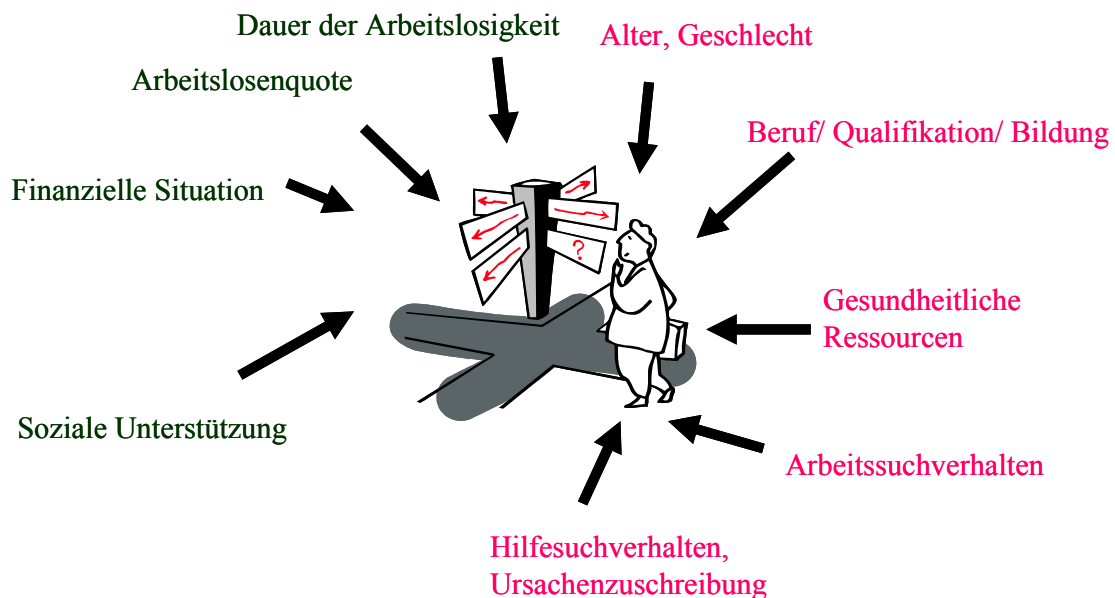 Dauer der Arbeitslosigkeit
Alter, Geschlecht
Arbeitslosenquote
Beruf/ Qualifikation/ Bildung
Finanzielle Situation
?
Gesundheitliche
Ressourcen
Soziale Unterstützung
Arbeitssuchverhalten
Hilfesuchverhalten,
Ursachenzuschreibung